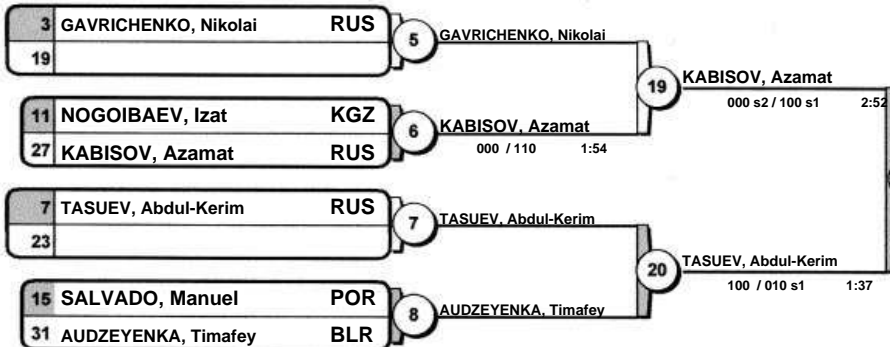 3 GAVRICHENKO, Nikolai RUS
19
5
GAVRICHENKO, Nikolai
11 NOGOIBAEV, Izat KGZ
27 KABISOV, Azamat RUS
6
KABISOV, Azamat
000 / 110 1:54
19
KABISOV, Azamat
000 s2 / 100 s1 2:52
7 TASUEV, Abdul-Kerim RUS
23
7
TASUEV, Abdul-Kerim
15 SALVADO, Manuel POR
31 AUDZEYENKA, Timafey BLR
8
AUDZEYENKA, Timafey
20
TASUEV, Abdul-Kerim
100 / 010 s1 1:37